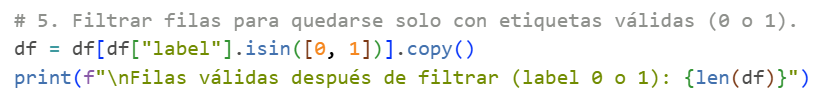 # 5. Filtrar filas para quedarse solo con etiquetas válidas (0 o 1).
df = df[df["label"].isin([0, 1])].copy()
print(f"\nFilas válidas después de filtrar (label 0 o 1): {len(df)}")